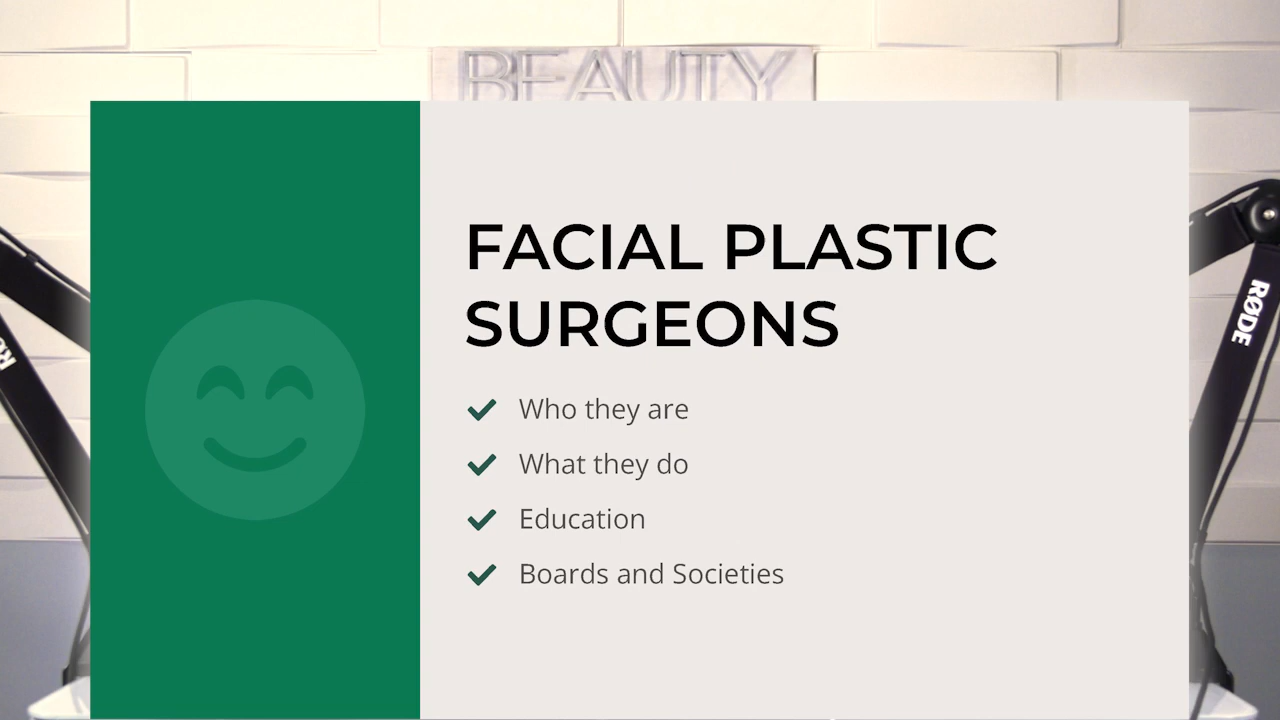 BEAUTY
FACIAL PLASTIC
SURGEONS
Who they are
What they do
Education
Boards and Societies
RØDE